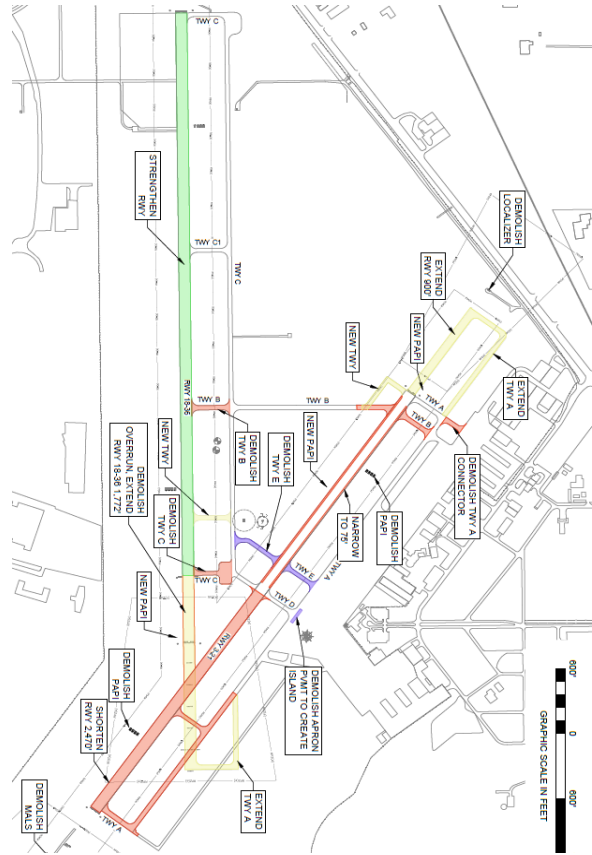 TWY C
DEMOLISH
LOCALIZER
STRENGTHEN
RWY
TWY C1
TWY C
EXTEND
RWY 900'
NEW TWY
NEW PAPI
EXTEND
TWY A
TWY A
RWY 18-36
TWY B
TWY B
TWY B
DEMOLISH
TWY B
NEW PAPI
DEMOLISH TWY A
CONNECTOR
NEW TWY
DEMOLISH
TWY E
NARROW
TO 75'
DEMOLISH
PAPI
DEMOLISH
OVERRUN, EXTEND
RWY 18-36 1,772'
DEMOLISH
TWY C
TWY C
TWY E
TWY A
TWY D
NEW PAPI
RWY 3-21
DEMOLISH APRON
PVMT TO CREATE
ISLAND
DEMOLISH
PAPI
SHORTEN
RWY 2,470'
EXTEND
TWY A
TWY A
DEMOLISH
MALS
600'
0
600'
GRAPHIC SCALE IN FEET